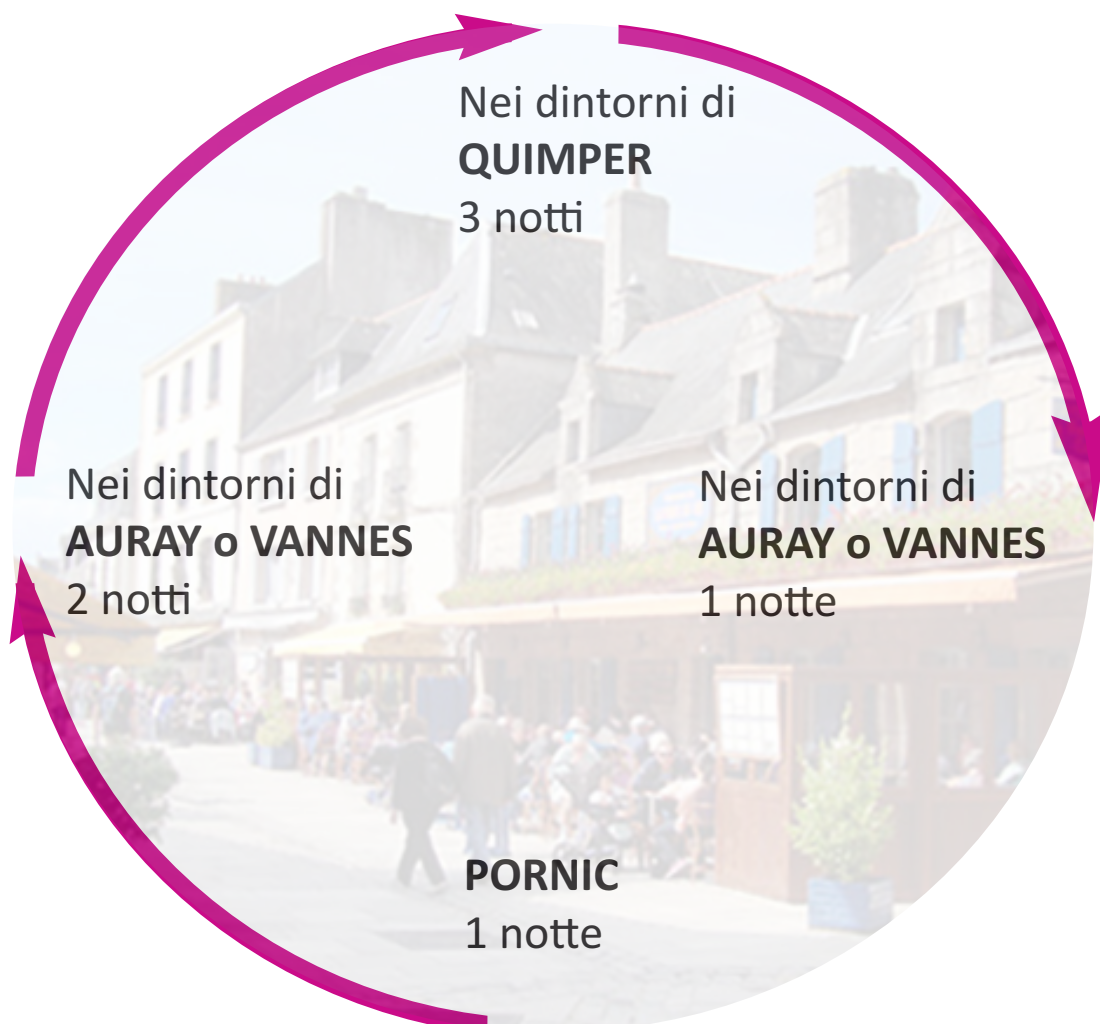 Nei dintorni di
QUIMPER
3 notti
Nei dintorni di
AURAY o VANNES
2 notti
Nei dintorni di
AURAY o VANNES
1 notte
PORNIC
1 notte